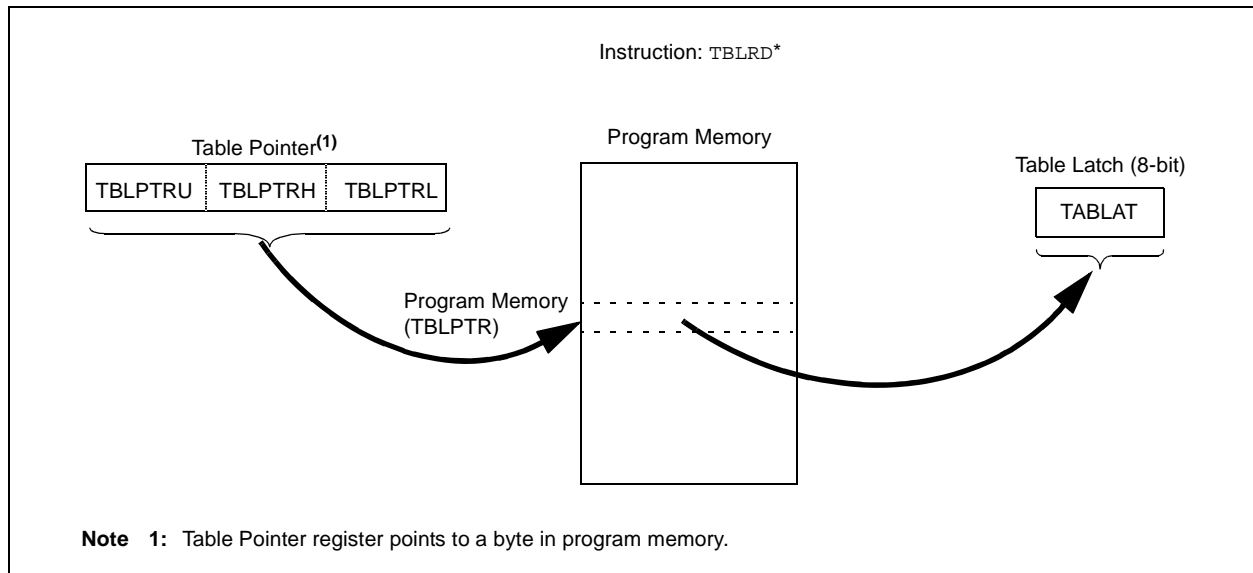 Instruction: TBLRD*
Table Pointer(1)
TBLPTRU TBLPTRH TBLPTRL
Program Memory
Table Latch (8-bit)
TABLAT
Program Memory
(TBLPTR)
Note 1: Table Pointer register points to a byte in program memory.